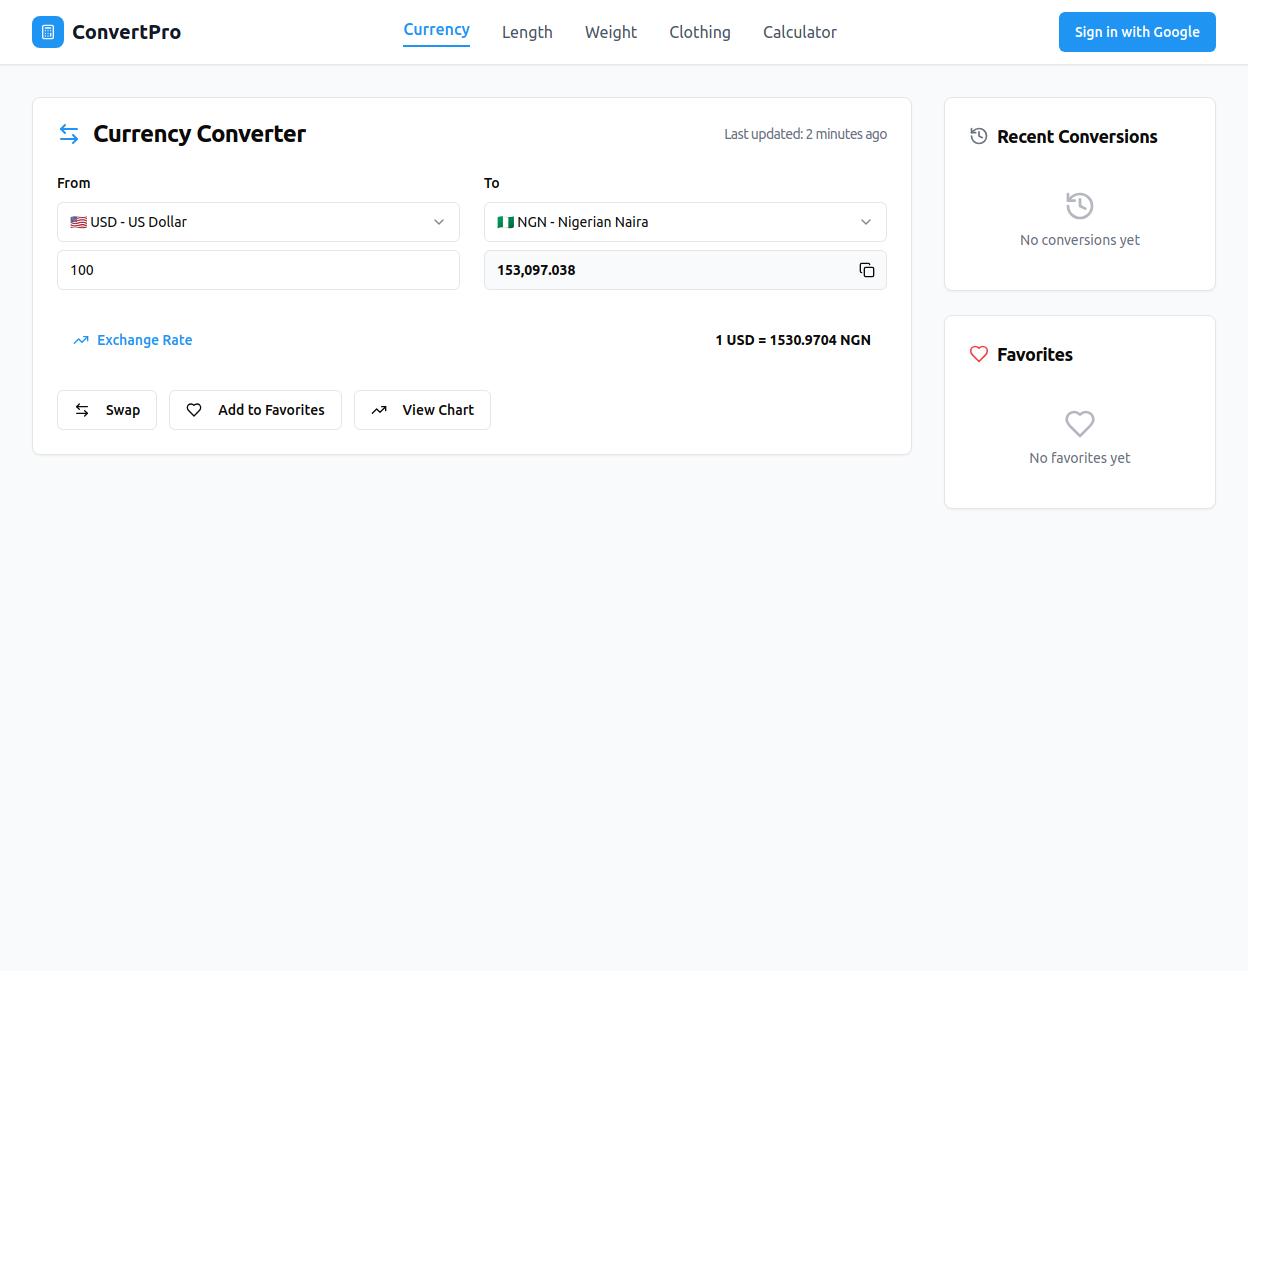 ConvertPro
Currency Length Weight Clothing Calculator
Sign in with Google
Currency Converter
Last updated: 2 minutes ago
From
USD - US Dollar
100
To
NGN - Nigerian Naira
153,097.038
Exchange Rate
1 USD = 1530.9704 NGN
Swap
Add to Favorites
View Chart
Recent Conversions
No conversions yet
Favorites
No favorites yet